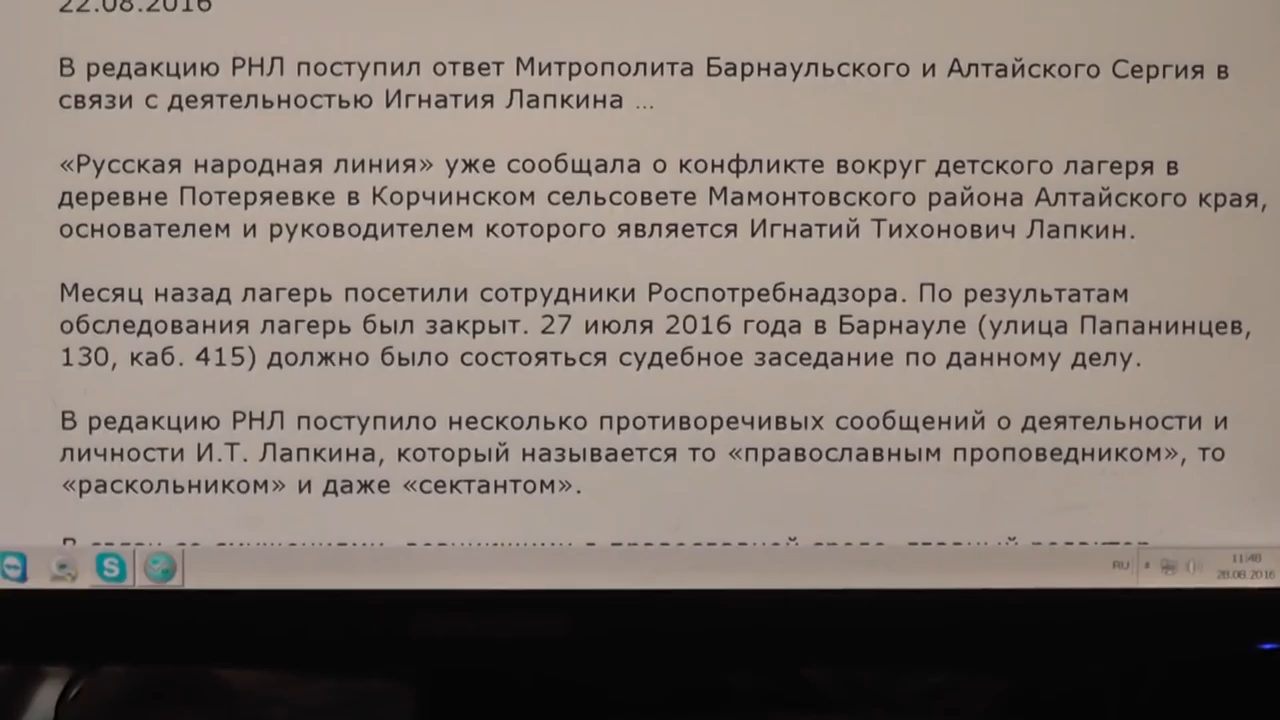 22.08.2016
В редакцию РНЛ поступил ответ Митрополита Барнаульского и Алтайского Сергия в
связи с деятельностью Игнатия Лапкина ...
«Русская народная линия» уже сообщала о конфликте вокруг детского лагеря в
деревне Потеряевке в Корчинском сельсовете Мамонтовского района Алтайского края,
основателем и руководителем которого является Игнатий Тихонович Лапкин.
Месяц назад лагерь посетили сотрудники Роспотребнадзора. По результатам
обследования лагерь был закрыт. 27 июля 2016 года в Барнауле (улица Папанинцев,
130, каб. 415) должно было состояться судебное заседание по данному делу.
В редакцию РНЛ поступило несколько противоречивых сообщений о деятельности и
личности И.Т. Лапкина, который называется то «православным проповедником», то
«раскольником» и даже «сектантом».
RU
11:48
28.08.2016